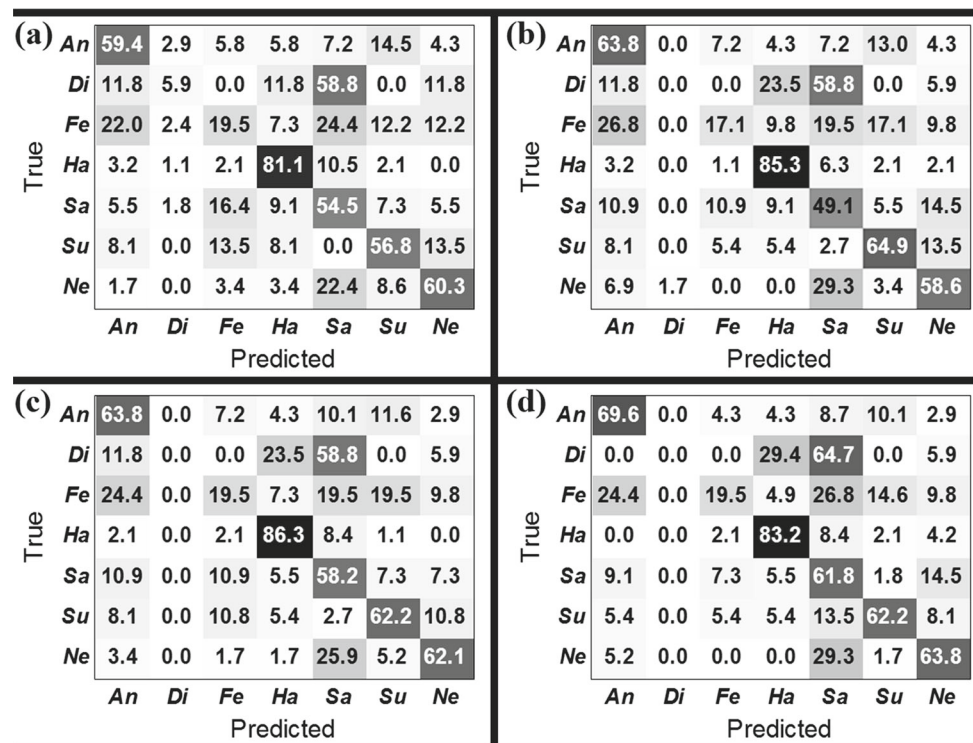 (a)
True
An 59.4 2.9 5.8 5.8 7.2 14.5 4.3
Di 11.8 5.9 0.0 11.8 58.8 0.0 11.8
Fe 22.0 2.4 19.5 7.3 24.4 12.2 12.2
Ha 3.2 1.1 2.1 81.1 10.5 2.1 0.0
Sa 5.5 1.8 16.4 9.1 54.5 7.3 5.5
Su 8.1 0.0 13.5 8.1 0.0 56.8 13.5
Ne 1.7 0.0 3.4 3.4 22.4 8.6 60.3
An Di Fe Ha Sa Su Ne
Predicted
(b)
True
An 63.8 0.0 7.2 4.3 7.2 13.0 4.3
Di 11.8 0.0 0.0 23.5 58.8 0.0 5.9
Fe 26.8 0.0 17.1 9.8 19.5 17.1 9.8
Ha 3.2 0.0 1.1 85.3 6.3 2.1 2.1
Sa 10.9 0.0 10.9 9.1 49.1 5.5 14.5
Su 8.1 0.0 5.4 5.4 2.7 64.9 13.5
Ne 6.9 1.7 0.0 0.0 29.3 3.4 58.6
An Di Fe Ha Sa Su Ne
Predicted
(c)
True
An 63.8 0.0 7.2 4.3 10.1 11.6 2.9
Di 11.8 0.0 0.0 23.5 58.8 0.0 5.9
Fe 24.4 0.0 19.5 7.3 19.5 19.5 9.8
Ha 2.1 0.0 2.1 86.3 8.4 1.1 0.0
Sa 10.9 0.0 10.9 5.5 58.2 7.3 7.3
Su 8.1 0.0 10.8 5.4 2.7 62.2 10.8
Ne 3.4 0.0 1.7 1.7 25.9 5.2 62.1
An Di Fe Ha Sa Su Ne
Predicted
(d)
True
An 69.6 0.0 4.3 4.3 8.7 10.1 2.9
Di 0.0 0.0 0.0 29.4 64.7 0.0 5.9
Fe 24.4 0.0 19.5 4.9 26.8 14.6 9.8
Ha 0.0 0.0 2.1 83.2 8.4 2.1 4.2
Sa 9.1 0.0 7.3 5.5 61.8 1.8 14.5
Su 5.4 0.0 5.4 5.4 13.5 62.2 8.1
Ne 5.2 0.0 0.0 0.0 29.3 1.7 63.8
An Di Fe Ha Sa Su Ne
Predicted